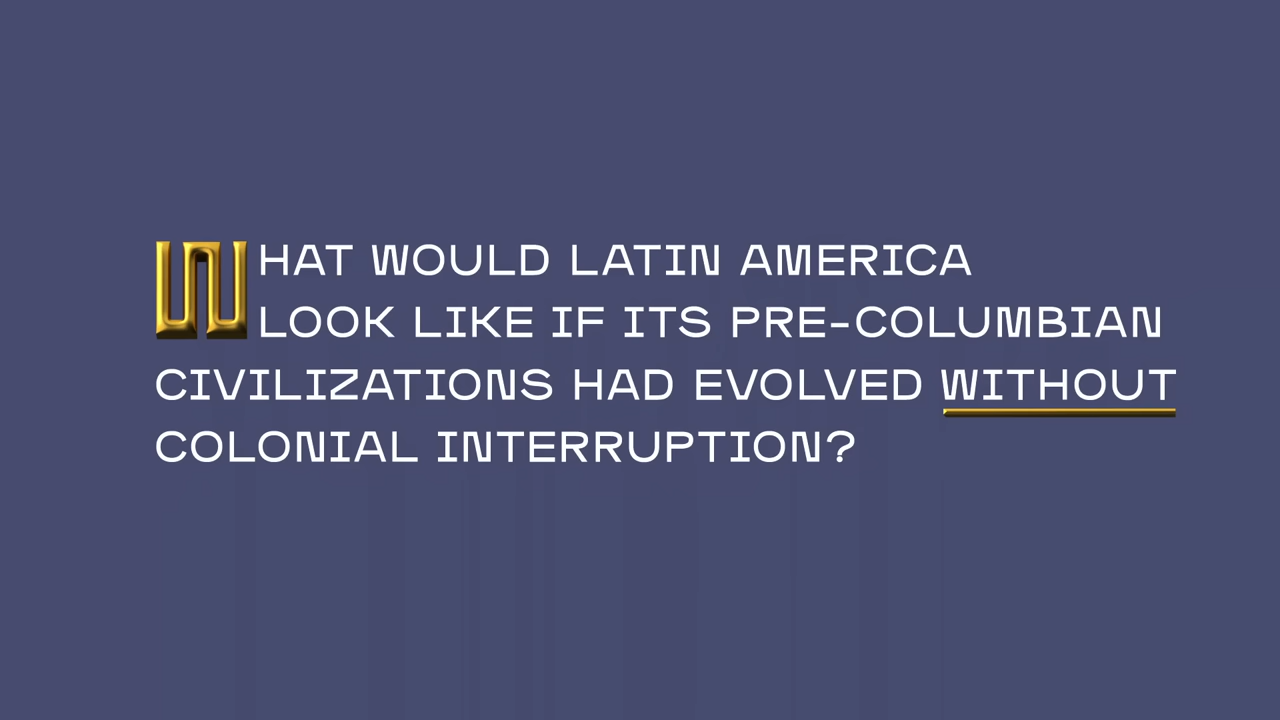 WHAT WOULD LATIN AMERICA
LOOK LIKE IF ITS PRE-COLUMBIAN
CIVILIZATIONS HAD EVOLVED WITHOUT
COLONIAL INTERRUPTION?